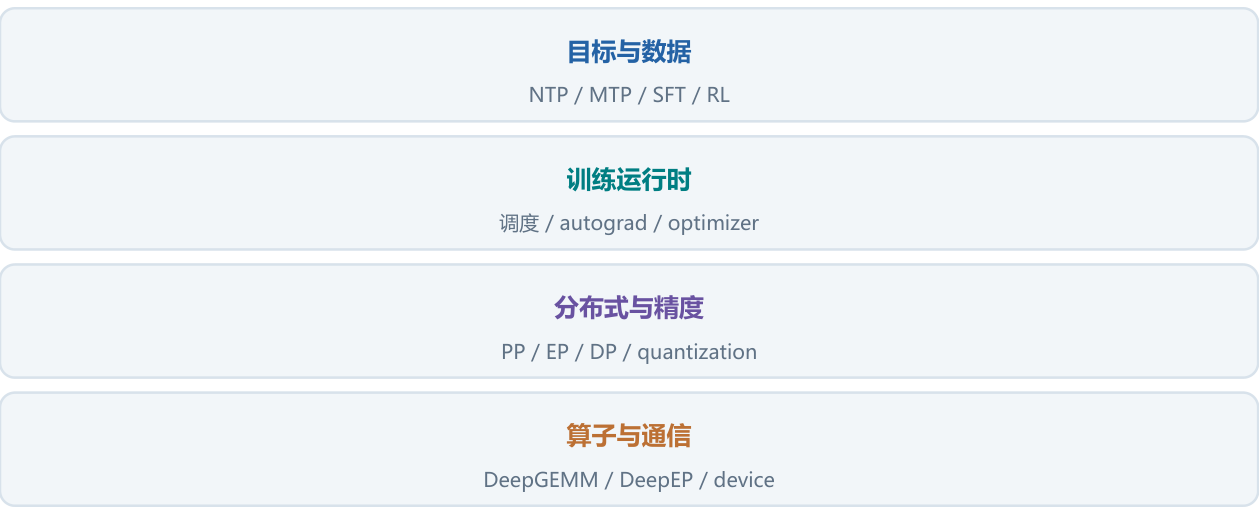 目标与数据
NTP / MTP / SFT / RL
训练运行时
调度 / autograd / optimizer
分布式与精度
PP / EP / DP / quantization
算子与通信
DeepGEMM / DeepEP / device